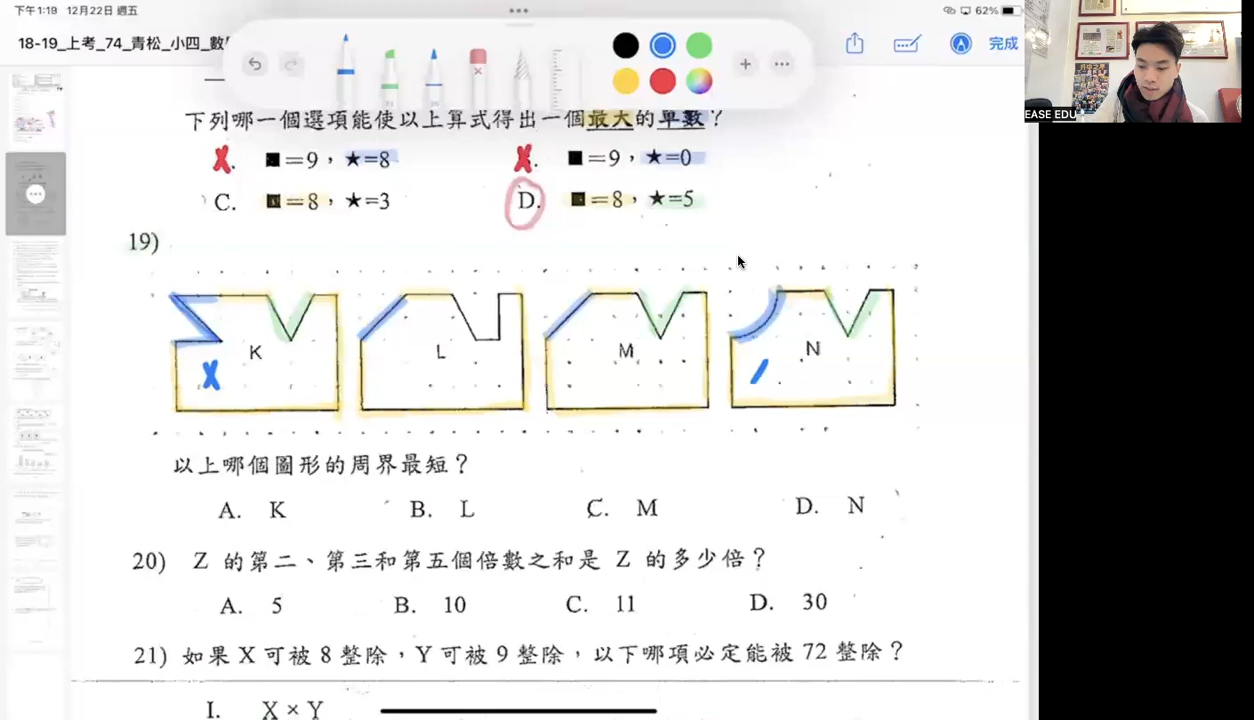 下午1:19 12月22日 週五
62%
18-19_上考_74_青松_小四_數
完成
EASE EDU
下列哪一個選項能使以上算式得出一個最大的單數？
■=9，★=8
■=9，★=0
C. ■=8，★=3
D. ■=8，★=5
19)
K L M N
以上哪個圖形的周界最短？
A. K B. L C. M D. N
20) Z 的第二、第三和第五個倍數之和是 Z 的多少倍？
A. 5 B. 10 C. 11 D. 30
21) 如果 X 可被 8 整除，Y 可被 9 整除，以下哪項必定能被 72 整除？
I. X × Y